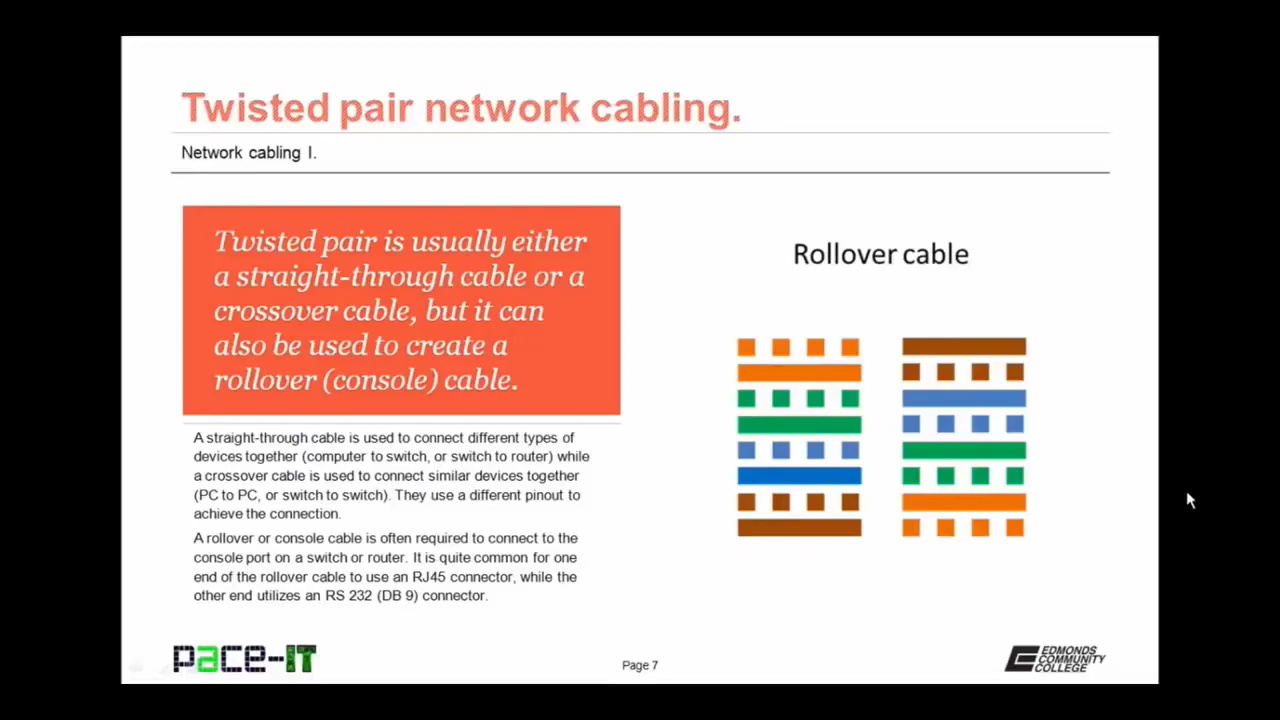 Twisted pair network cabling.
Network cabling I.
Twisted pair is usually either
a straight-through cable or a
crossover cable, but it can
also be used to create a
rollover (console) cable.
A straight-through cable is used to connect different types of
devices together (computer to switch, or switch to router) while
a crossover cable is used to connect similar devices together
(PC to PC, or switch to switch). They use a different pinout to
achieve the connection.
A rollover or console cable is often required to connect to the
console port on a switch or router. It is quite common for one
end of the rollover cable to use an RJ45 connector, while the
other end utilizes an RS 232 (DB 9) connector.
Rollover cable
pace-IT
Page 7
EDMONDS
COMMUNITY
COLLEGE